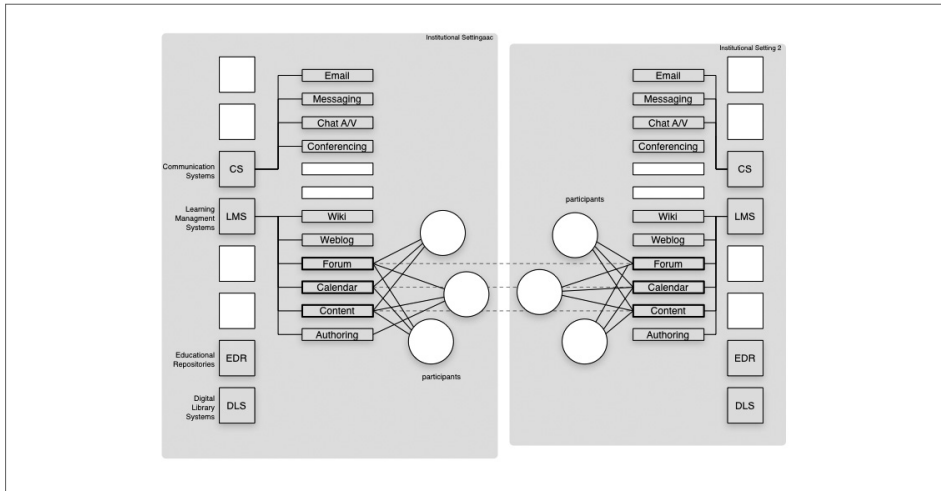 Institutional Settingaac
Email
Messaging
Chat A/V
Conferencing
Communication
Systems
CS
Learning
Managment
Systems
LMS
Wiki
Weblog
Forum
Calendar
Content
Authoring
Educational
Repositories
EDR
Digital
Library
Systems
DLS
participants
Institutional Setting 2
Email
Messaging
Chat A/V
Conferencing
CS
participants
Wiki
LMS
Weblog
Forum
Calendar
Content
Authoring
EDR
DLS